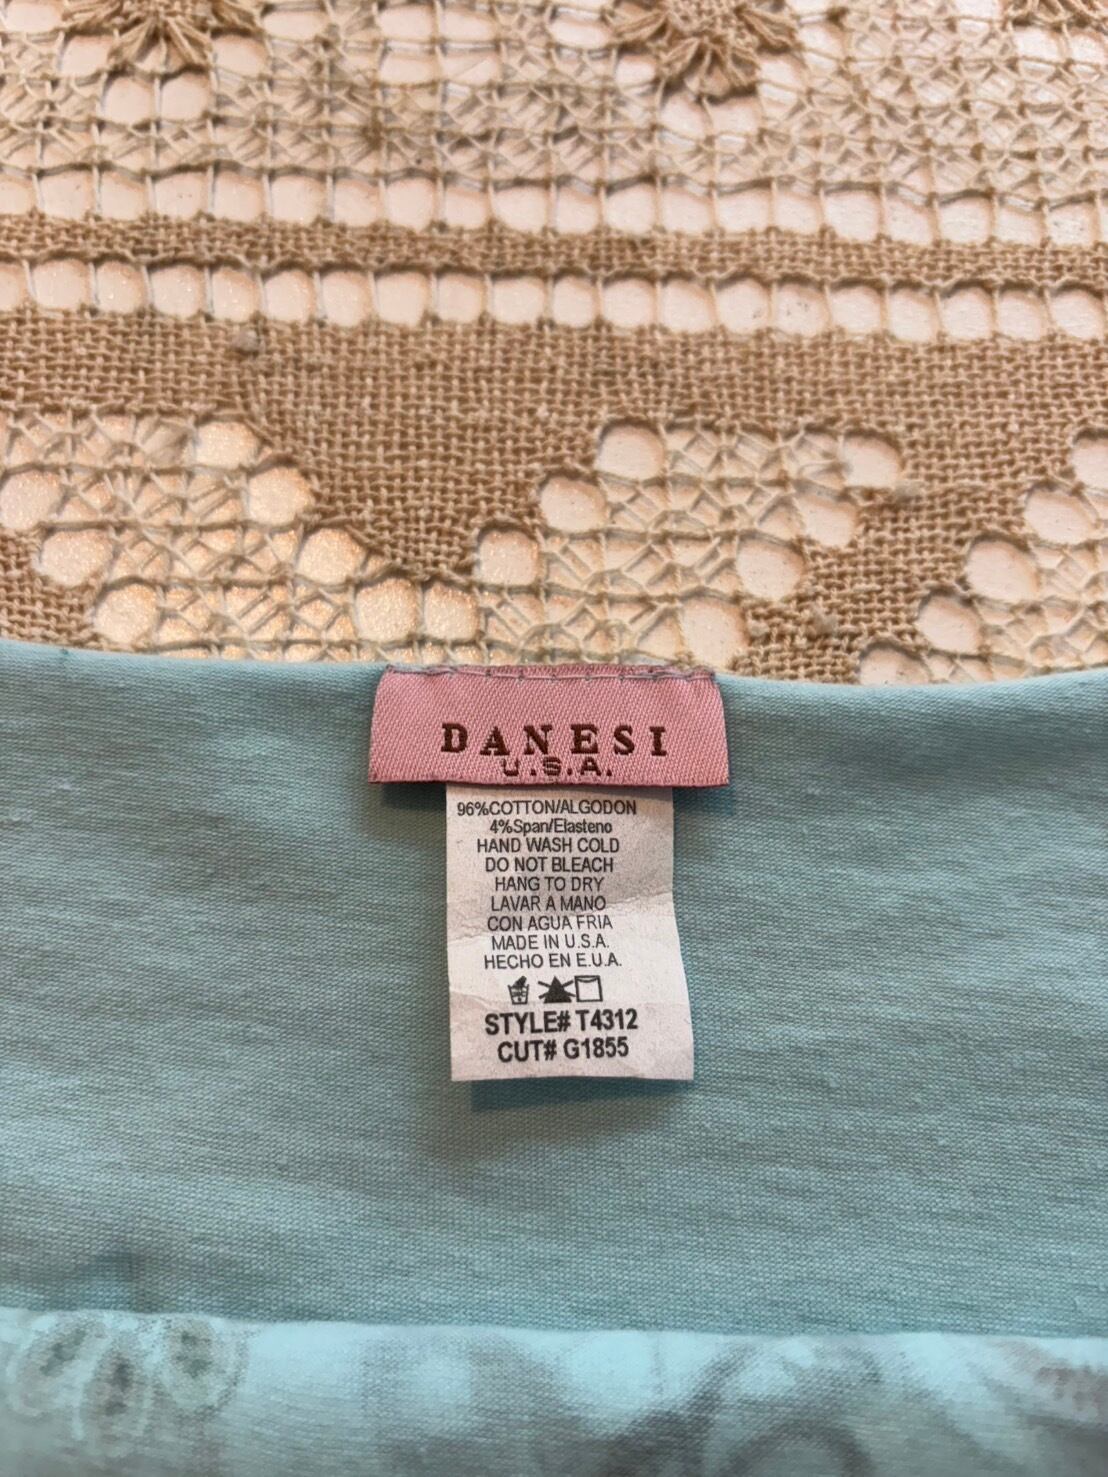 DANESI
U.S.A.
96%COTTON/ALGODON
4%Span/Elasteno
HAND WASH COLD
DO NOT BLEACH
HANG TO DRY
LAVAR A MANO
CON AGUA FRIA
MADE IN U.S.A.
HECHO EN E.U.A.
STYLE# T4312
CUT# G1855